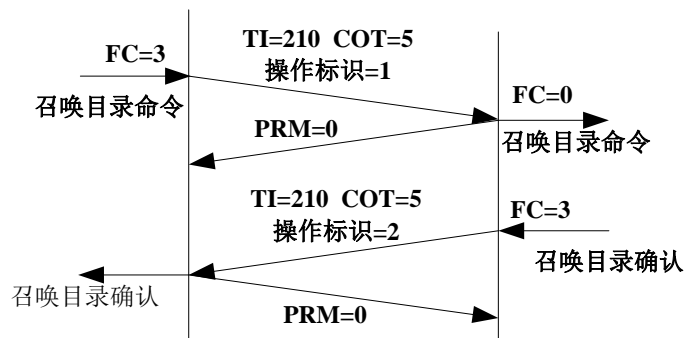 TI=210 COT=5
FC=3
操作标识=1
FC=0
召唤目录命令
PRM=0
召唤目录命令
TI=210 COT=5
FC=3
操作标识=2
召唤目录确认
召唤目录确认
PRM=0